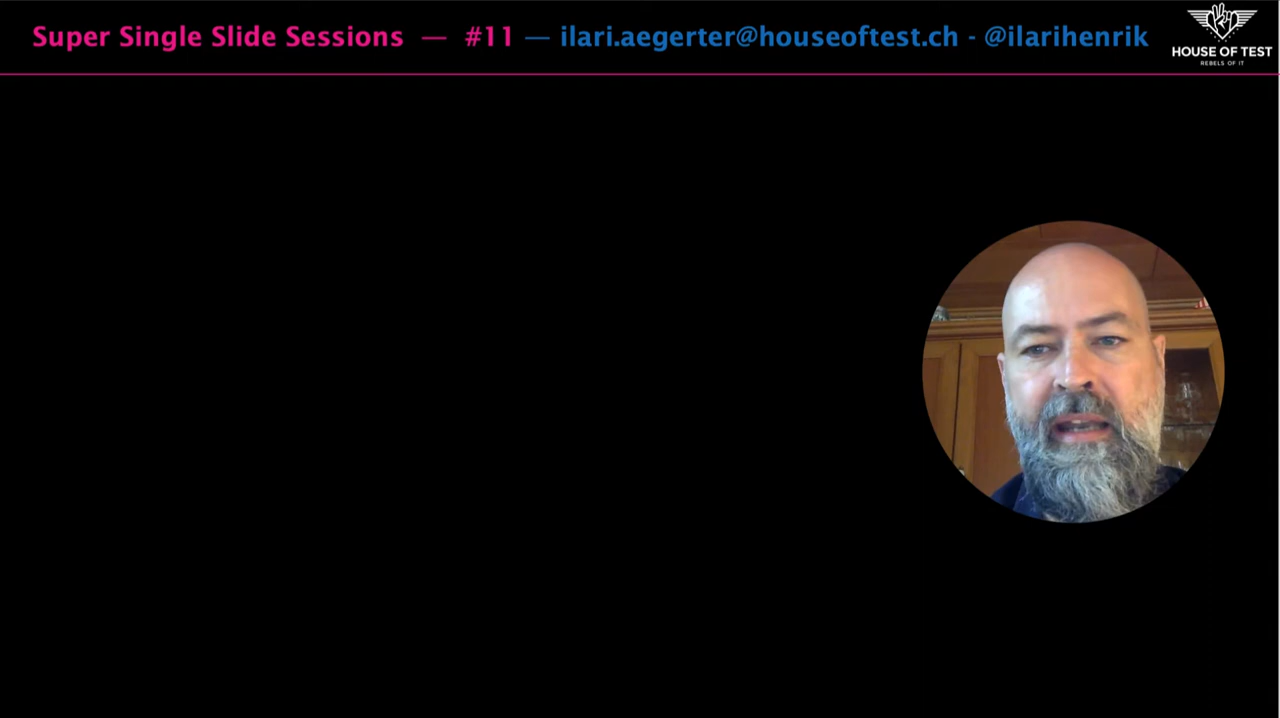 Super Single Slide Sessions — #11 — ilari.aegerter@houseoftest.ch - @ilarihenrik
HOUSE OF TEST
REBELS OF IT